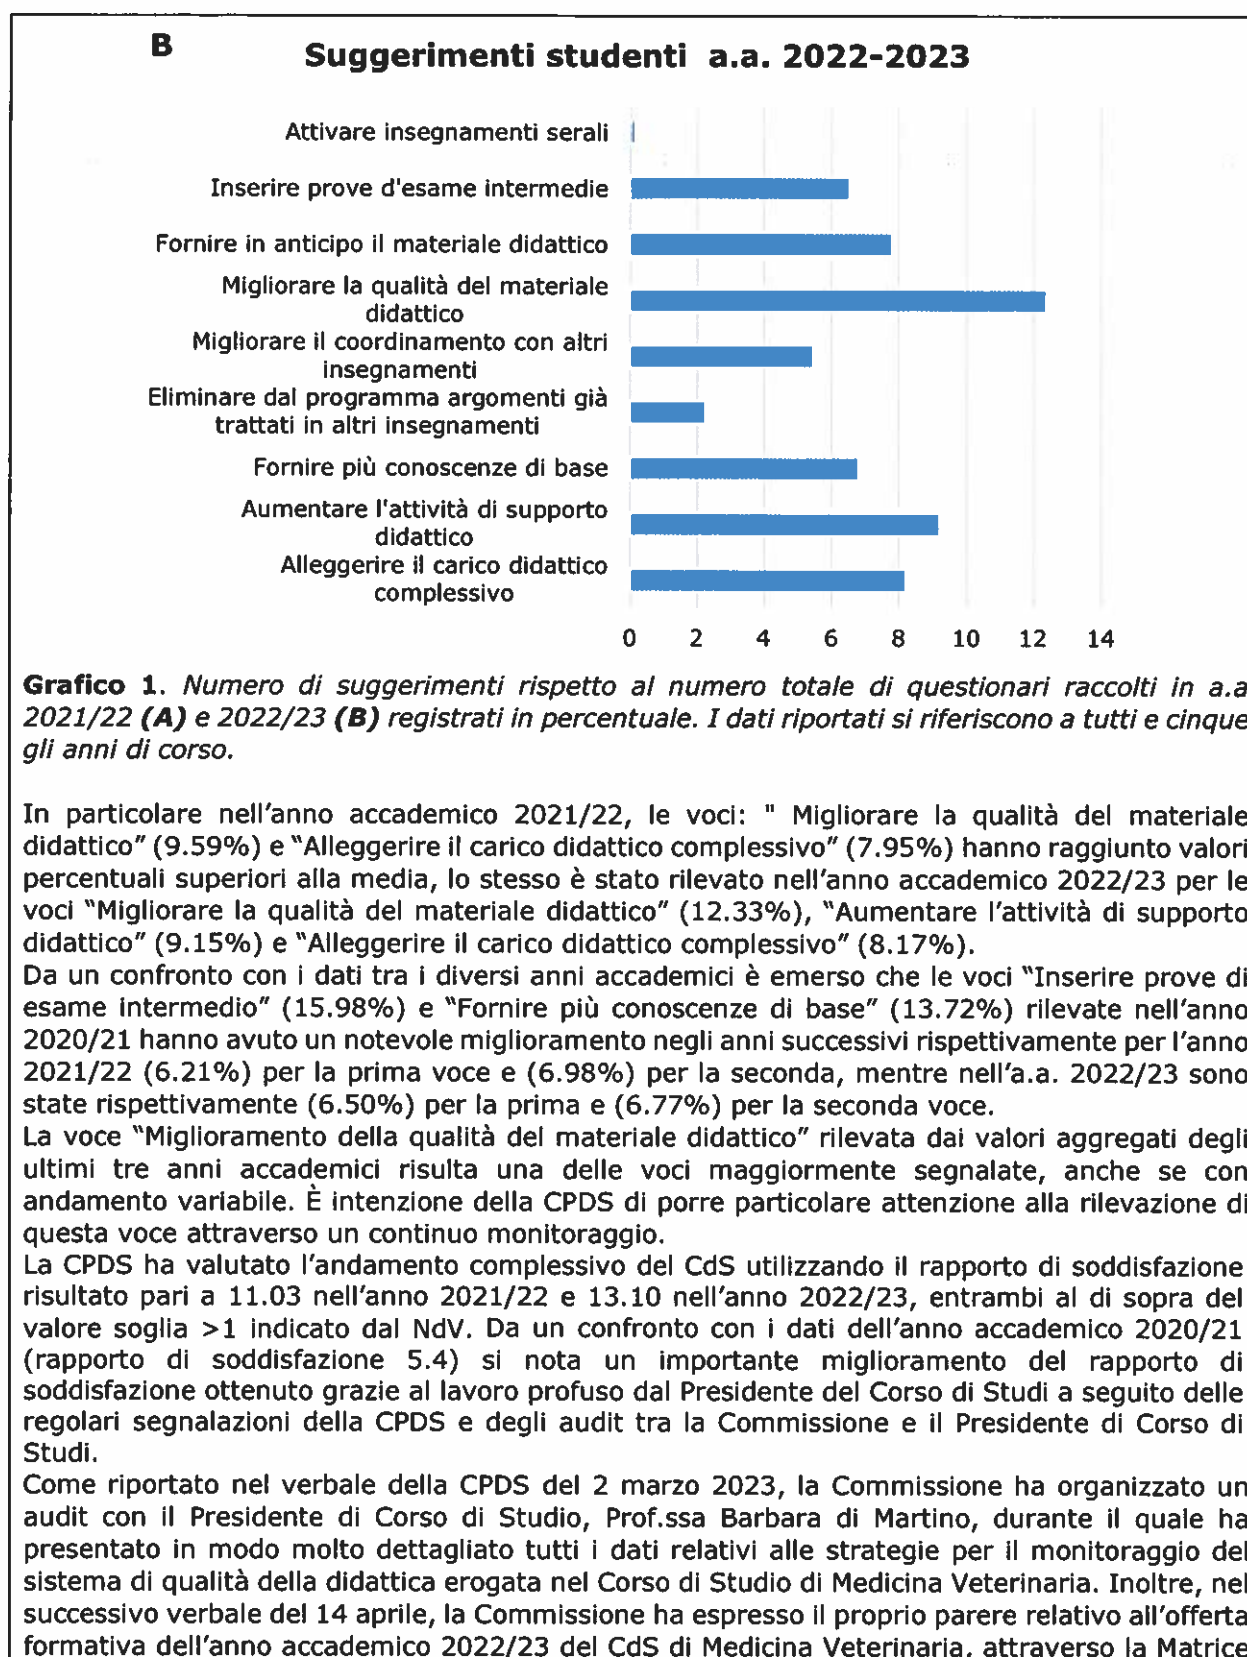 B
Suggerimenti studenti a.a. 2022-2023
Attivare insegnamenti serali
Inserire prove d'esame intermedie
Fornire in anticipo il materiale didattico
Migliorare la qualità del materiale
didattico
Migliorare il coordinamento con altri
insegnamenti
Eliminare dal programma argomenti già
trattati in altri insegnamenti
Fornire più conoscenze di base
Aumentare l'attività di supporto
didattico
Alleggerire il carico didattico
complessivo
0 2 4 6 8 10 12 14
Grafico 1. Numero di suggerimenti rispetto al numero totale di questionari raccolti in a.a
2021/22 (A) e 2022/23 (B) registrati in percentuale. I dati riportati si riferiscono a tutti e cinque
gli anni di corso.
In particolare nell'anno accademico 2021/22, le voci: " Migliorare la qualità del materiale
didattico" (9.59%) e "Alleggerire il carico didattico complessivo" (7.95%) hanno raggiunto valori
percentuali superiori alla media, lo stesso è stato rilevato nell'anno accademico 2022/23 per le
voci "Migliorare la qualità del materiale didattico" (12.33%), "Aumentare l'attività di supporto
didattico" (9.15%) e "Alleggerire il carico didattico complessivo" (8.17%).
Da un confronto con i dati tra i diversi anni accademici è emerso che le voci "Inserire prove di
esame intermedio" (15.98%) e "Fornire più conoscenze di base" (13.72%) rilevate nell'anno
2020/21 hanno avuto un notevole miglioramento negli anni successivi rispettivamente per l'anno
2021/22 (6.21%) per la prima voce e (6.98%) per la seconda, mentre nell'a.a. 2022/23 sono
state rispettivamente (6.50%) per la prima e (6.77%) per la seconda voce.
La voce "Miglioramento della qualità del materiale didattico" rilevata dai valori aggregati degli
ultimi tre anni accademici risulta una delle voci maggiormente segnalate, anche se con
andamento variabile. È intenzione della CPDS di porre particolare attenzione alla rilevazione di
questa voce attraverso un continuo monitoraggio.
La CPDS ha valutato l'andamento complessivo del CdS utilizzando il rapporto di soddisfazione
risultato pari a 11.03 nell'anno 2021/22 e 13.10 nell'anno 2022/23, entrambi al di sopra del
valore soglia >1 indicato dal NdV. Da un confronto con i dati dell'anno accademico 2020/21
(rapporto di soddisfazione 5.4) si nota un importante miglioramento del rapporto di
soddisfazione ottenuto grazie al lavoro profuso dal Presidente del Corso di Studi a seguito delle
regolari segnalazioni della CPDS e degli audit tra la Commissione e il Presidente di Corso di
Studi.
Come riportato nel verbale della CPDS del 2 marzo 2023, la Commissione ha organizzato un
audit con il Presidente di Corso di Studio, Prof.ssa Barbara di Martino, durante il quale ha
presentato in modo molto dettagliato tutti i dati relativi alle strategie per il monitoraggio del
sistema di qualità della didattica erogata nel Corso di Studio di Medicina Veterinaria. Inoltre, nel
successivo verbale del 14 aprile, la Commissione ha espresso il proprio parere relativo all'offerta
formativa dell'anno accademico 2022/23 del CdS di Medicina Veterinaria, attraverso la Matrice